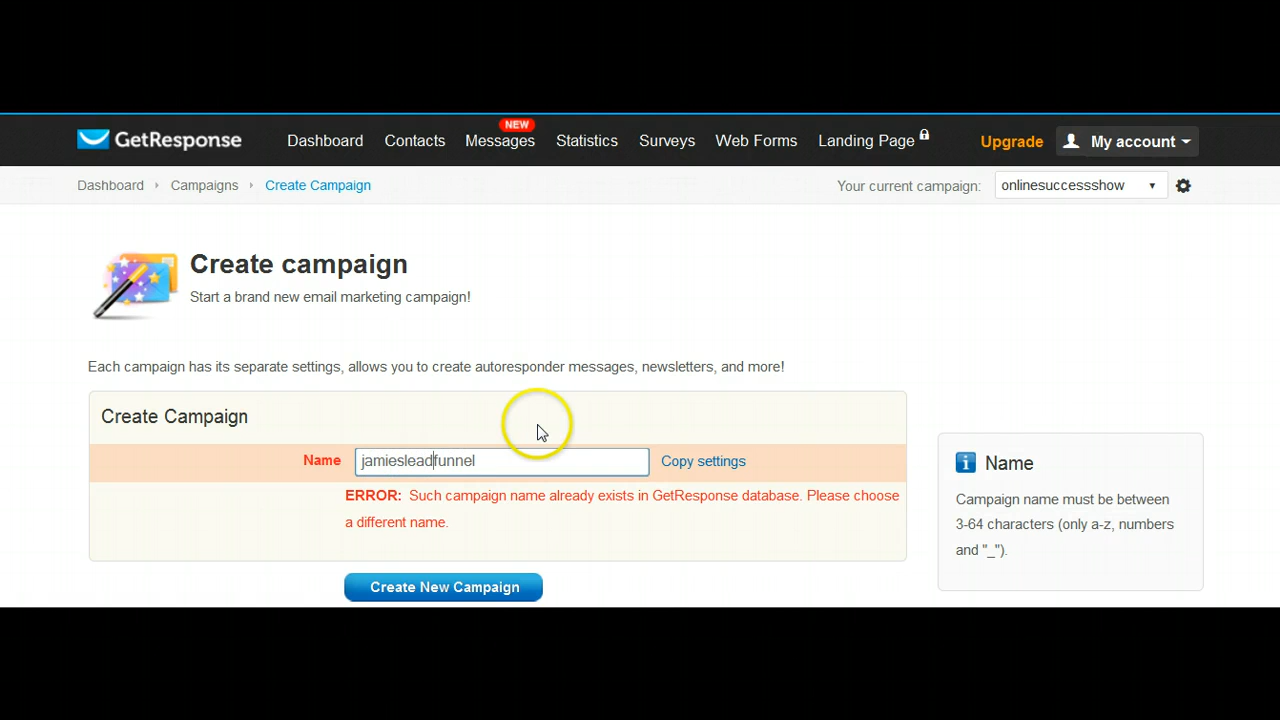 GetResponse Dashboard Contacts Messages NEW Statistics Surveys Web Forms Landing Page Upgrade My account
Dashboard Campaigns Create Campaign Your current campaign: onlinesuccessshow
Create campaign
Start a brand new email marketing campaign!
Each campaign has its separate settings, allows you to create autoresponder messages, newsletters, and more!
Create Campaign
Name jamiesleadfunnel Copy settings
ERROR: Such campaign name already exists in GetResponse database. Please choose
a different name.
Create New Campaign
Name
Campaign name must be between
3-64 characters (only a-z, numbers
and "_").